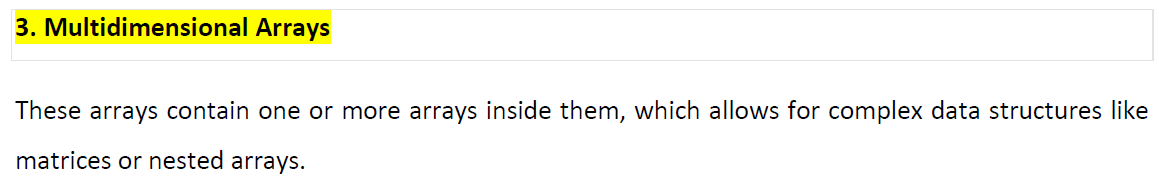 3. Multidimensional Arrays
These arrays contain one or more arrays inside them, which allows for complex data structures like
matrices or nested arrays.